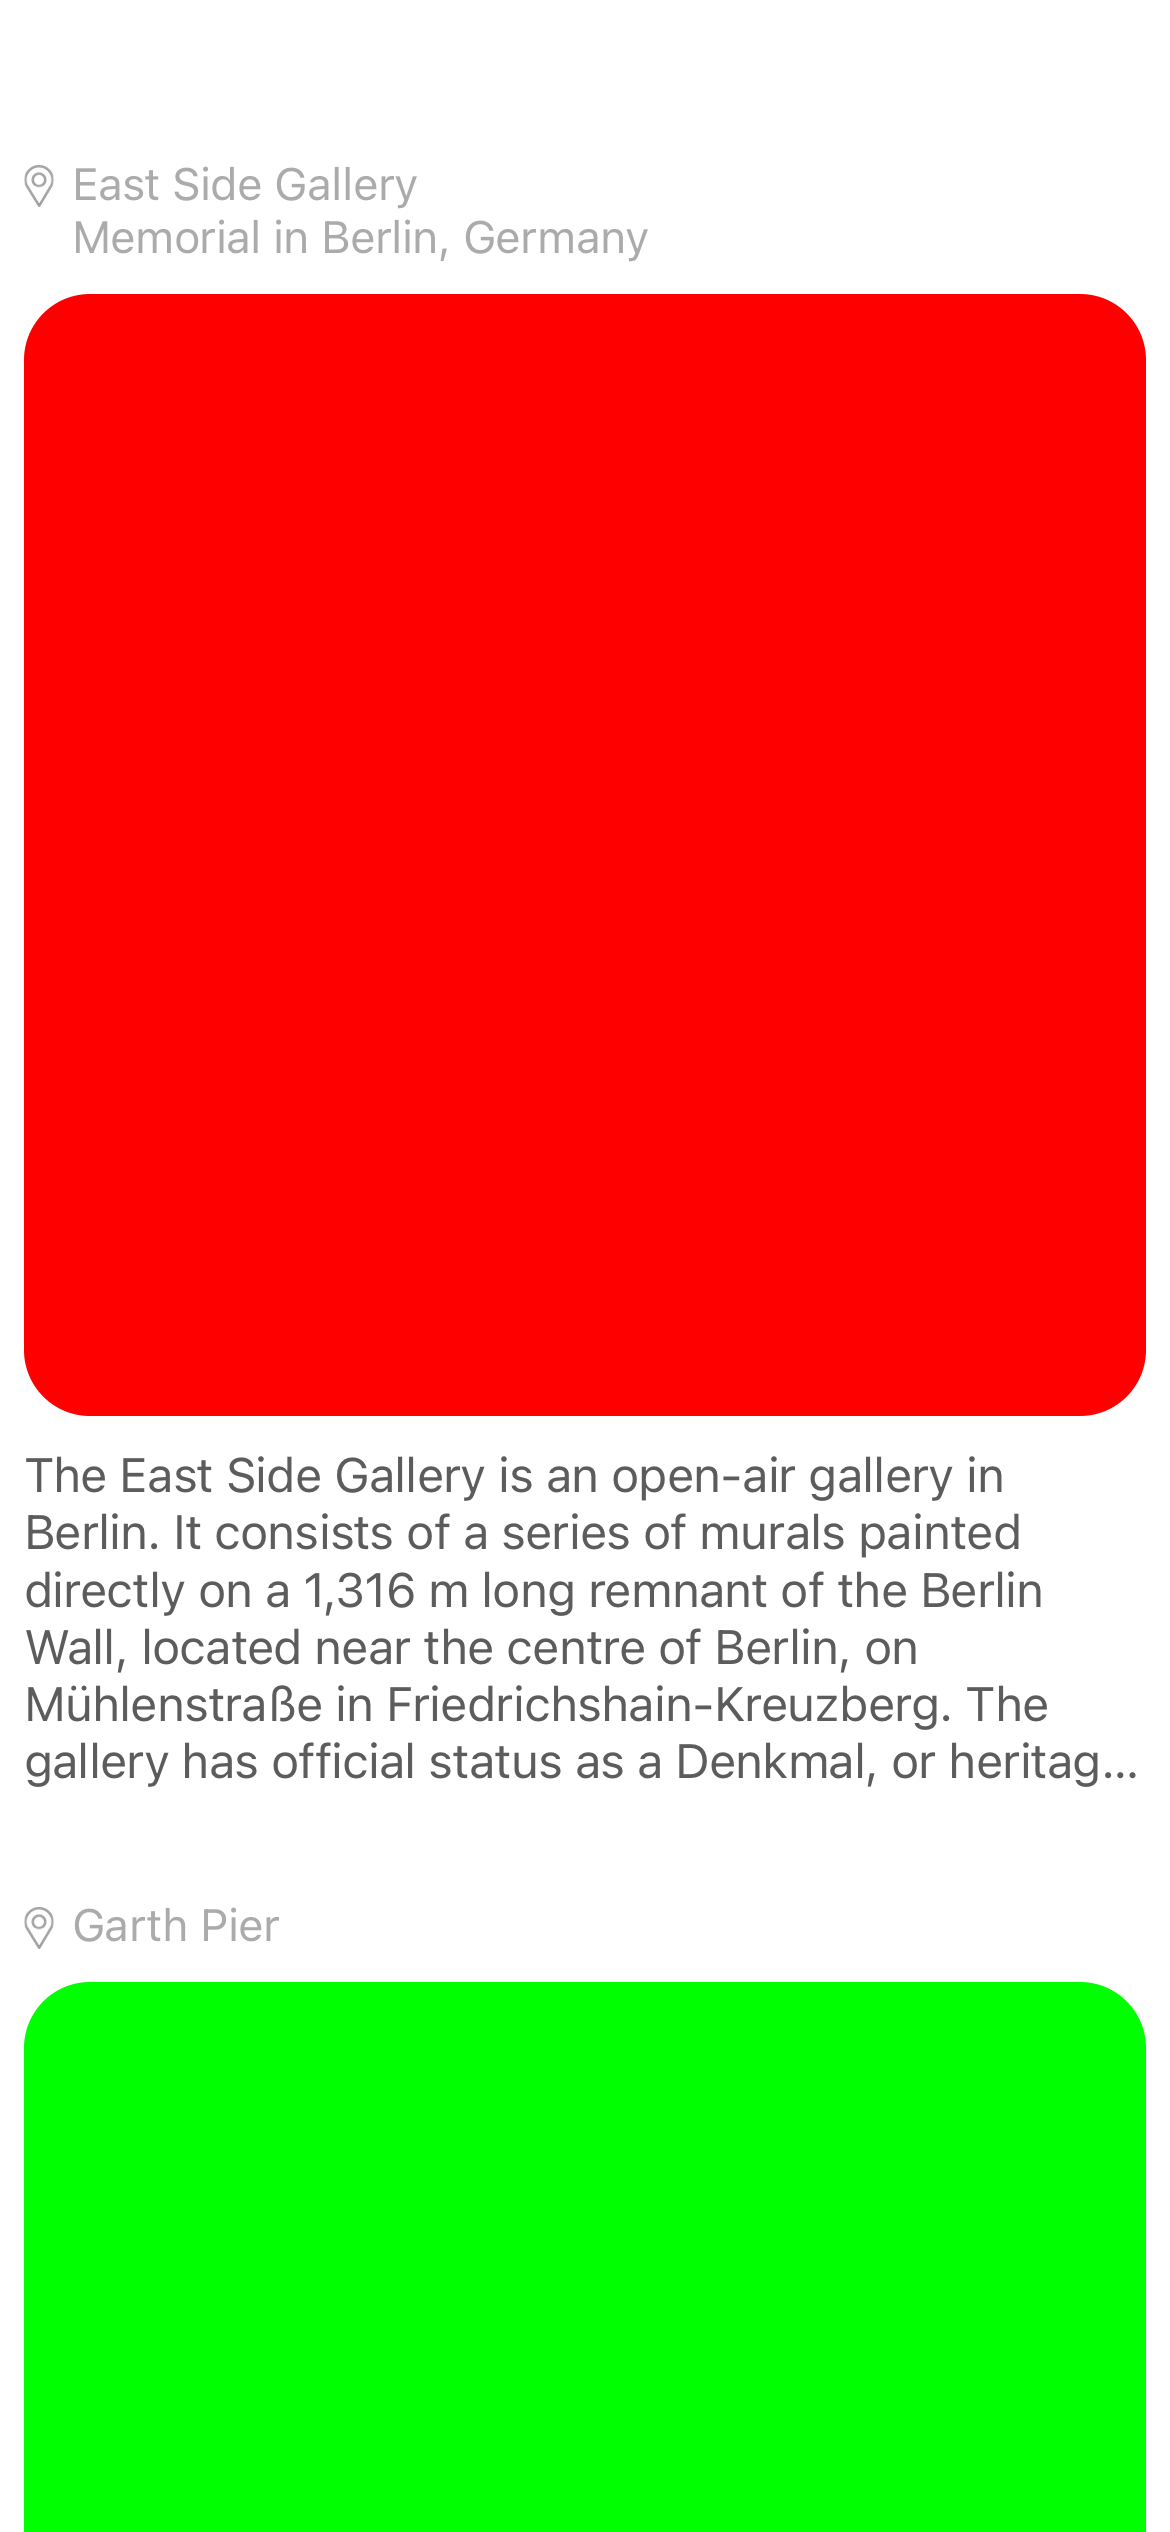 East Side Gallery
Memorial in Berlin, Germany
The East Side Gallery is an open-air gallery in
Berlin. It consists of a series of murals painted
directly on a 1,316 m long remnant of the Berlin
Wall, located near the centre of Berlin, on
Mühlenstraße in Friedrichshain-Kreuzberg. The
gallery has official status as a Denkmal, or heritag…
Garth Pier